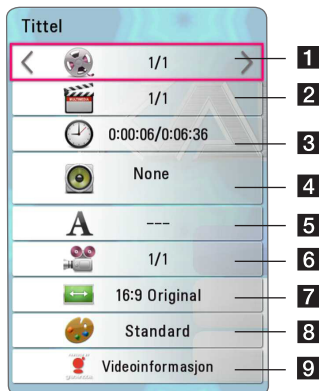 Tittel
1/1 1
1/1 2
0:00:06/0:06:36 3
None 4
A --- 5
1/1 6
16:9 Original 7
Standard 8
Videoinformasjon 9